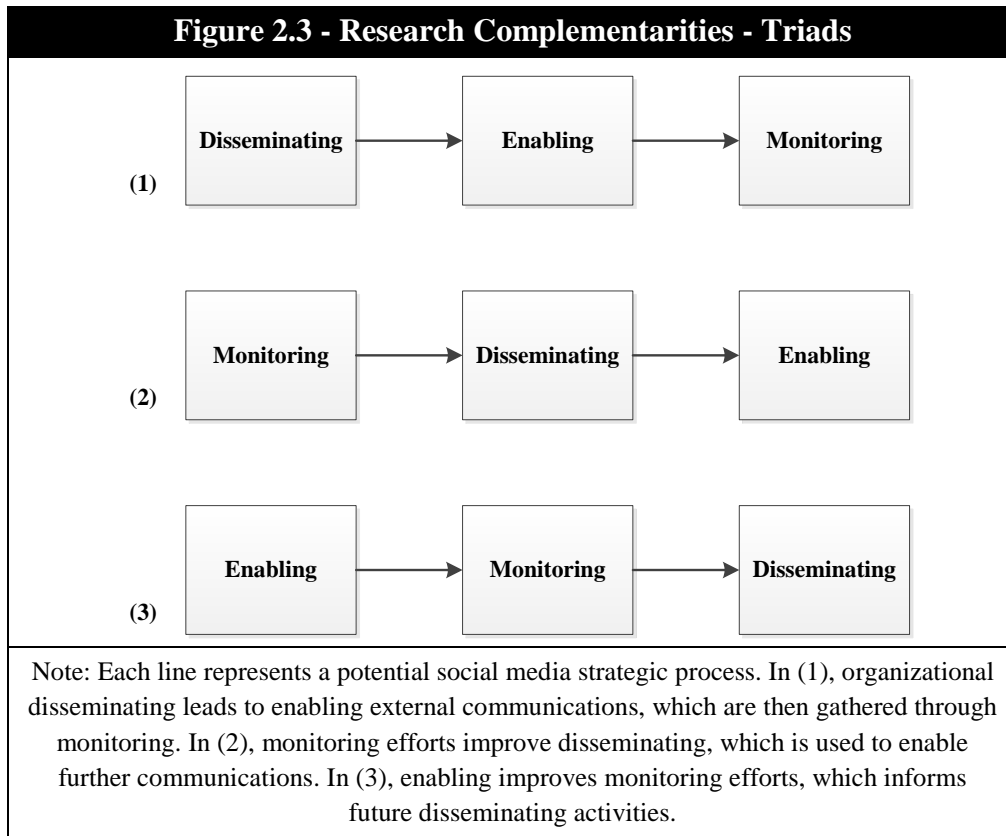 Figure 2.3 - Research Complementarities - Triads
Disseminating Enabling Monitoring
(1)
Monitoring Disseminating Enabling
(2)
Enabling Monitoring Disseminating
(3)
Note: Each line represents a potential social media strategic process. In (1), organizational
disseminating leads to enabling external communications, which are then gathered through
monitoring. In (2), monitoring efforts improve disseminating, which is used to enable
further communications. In (3), enabling improves monitoring efforts, which informs
future disseminating activities.